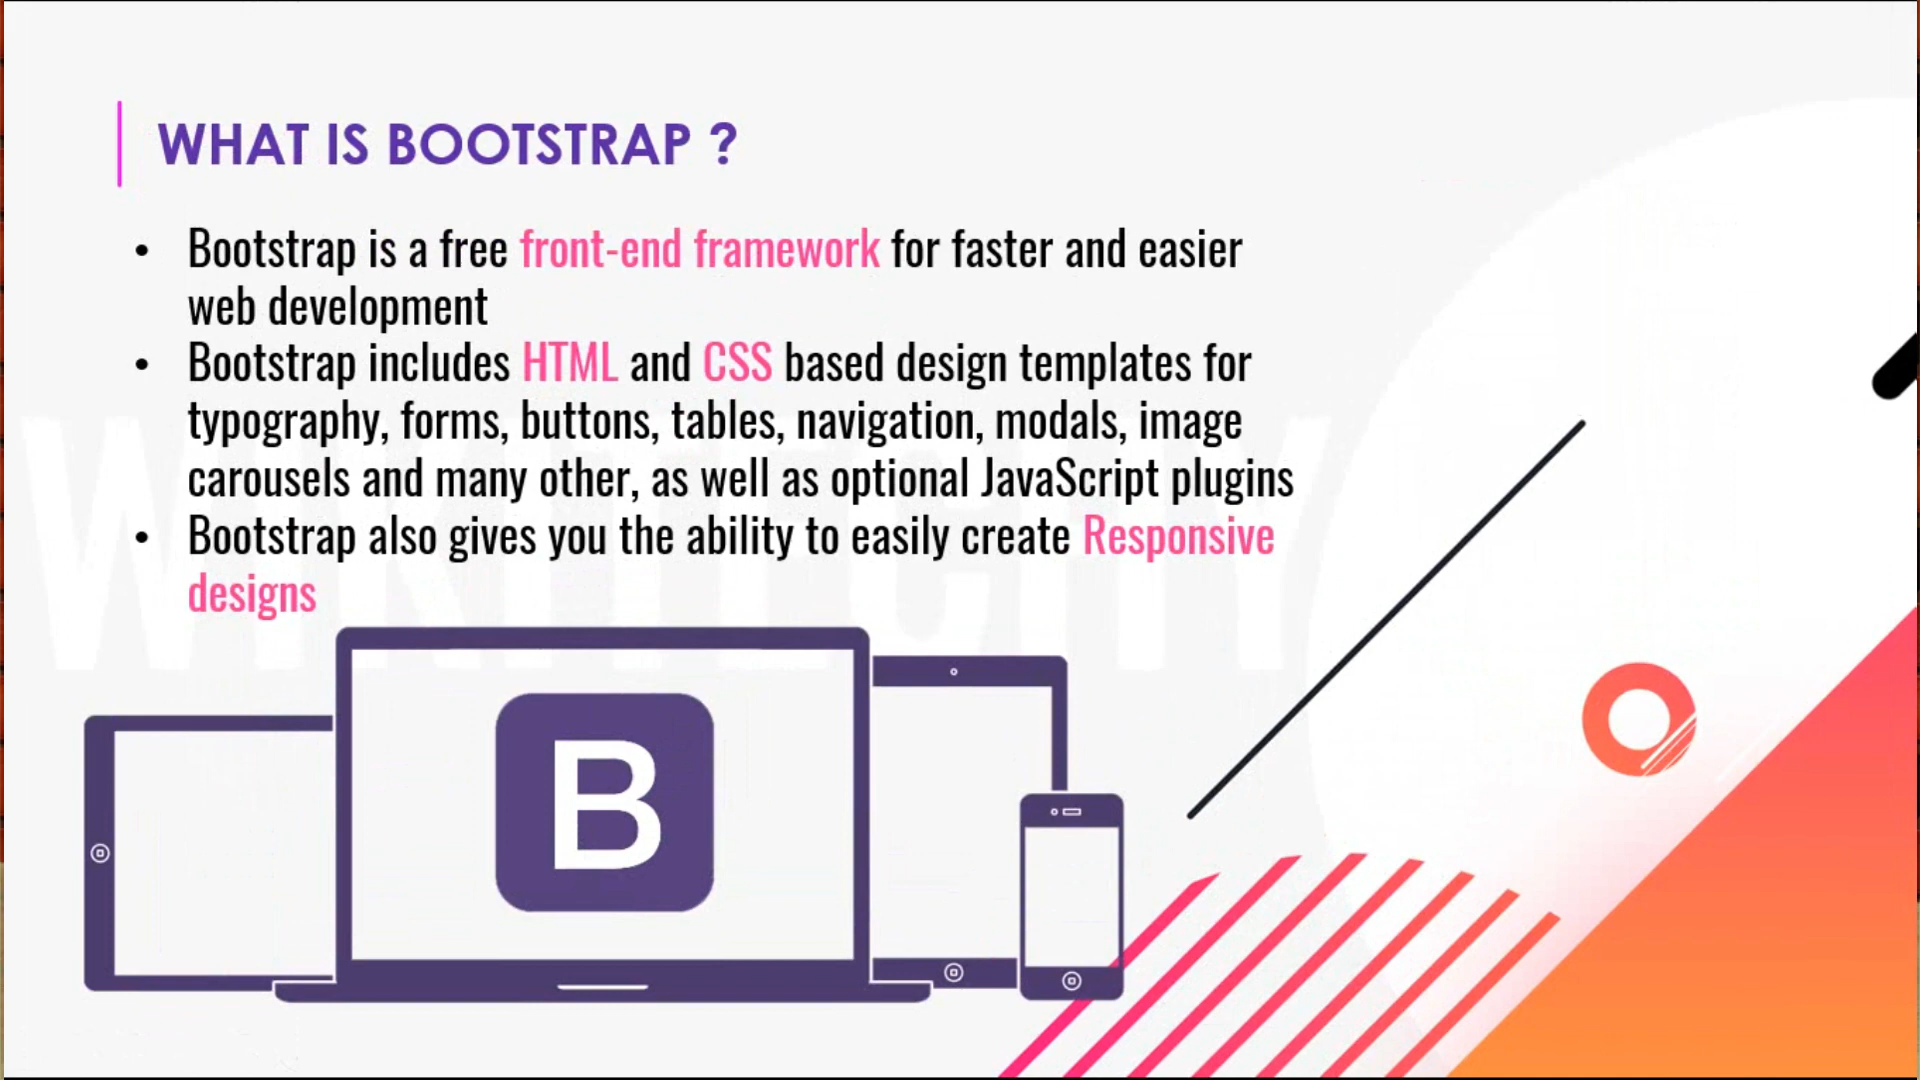 WHAT IS BOOTSTRAP ?
• Bootstrap is a free front-end framework for faster and easier
web development
• Bootstrap includes HTML and CSS based design templates for
typography, forms, buttons, tables, navigation, modals, image
carousels and many other, as well as optional JavaScript plugins
• Bootstrap also gives you the ability to easily create Responsive
designs
B